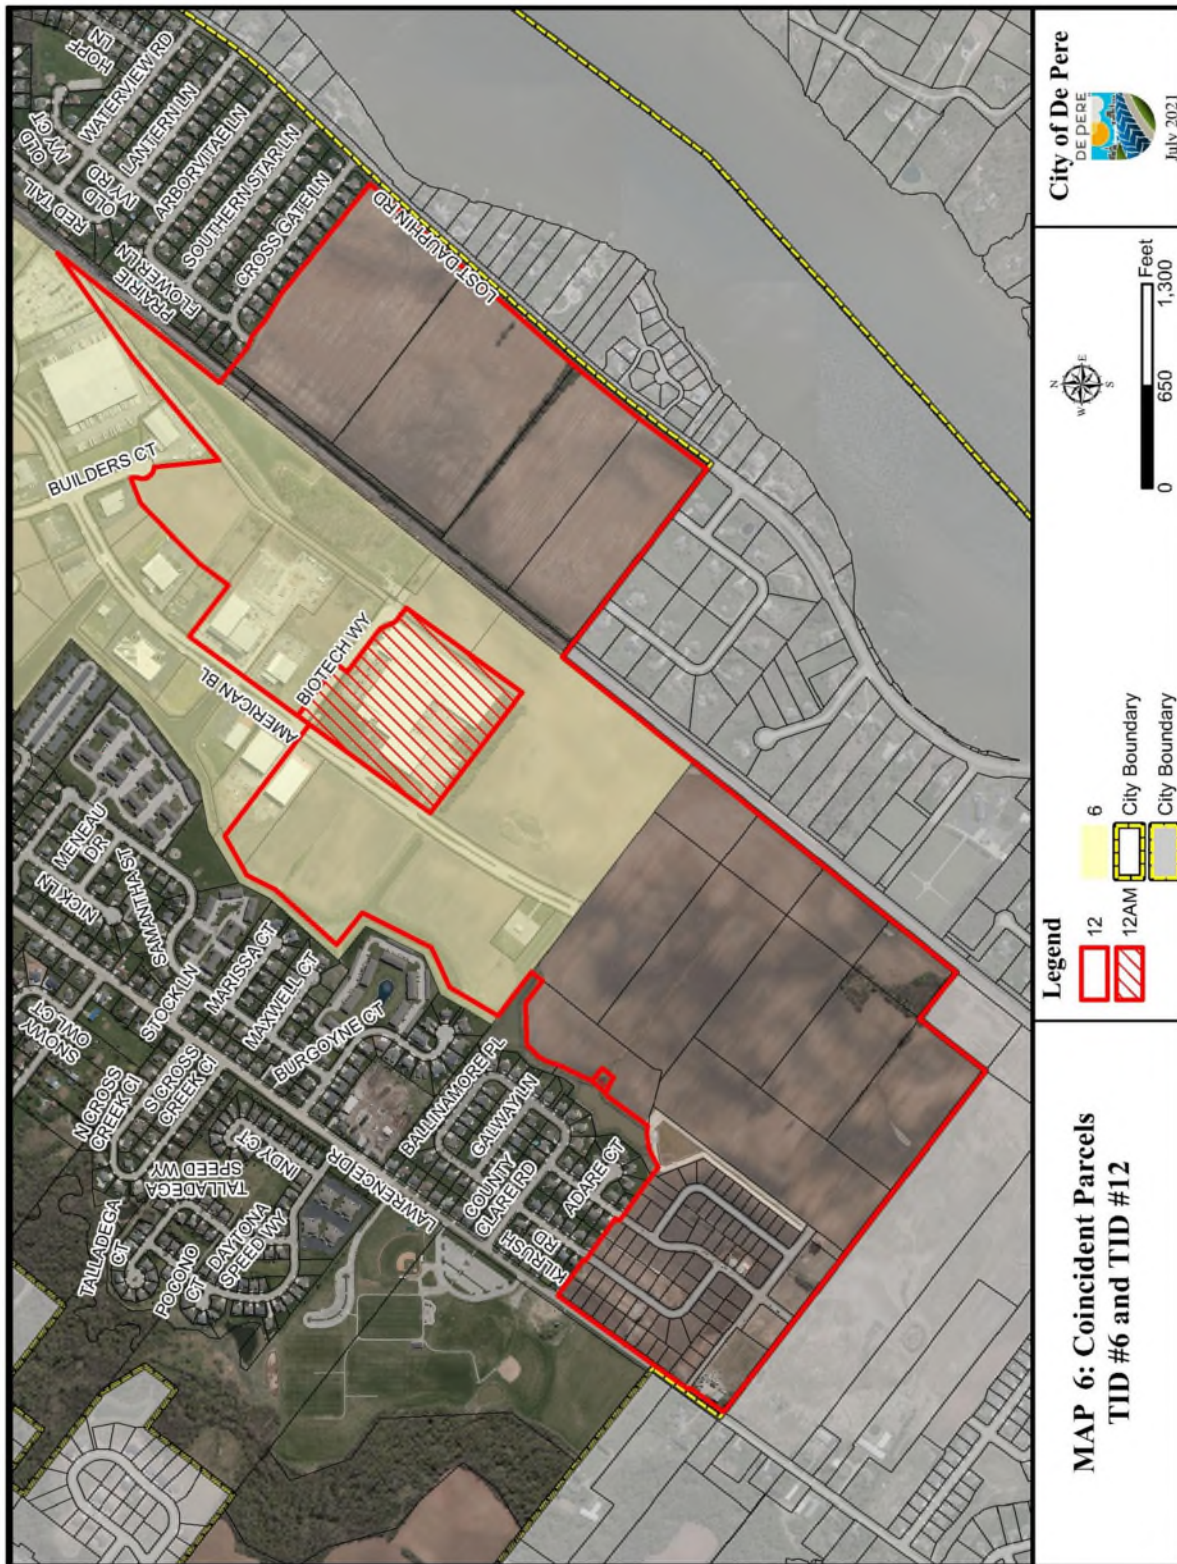 HOPF
LN
WATERVIEW RD
OLD
IVY CT
LANTERN LN
RED TAIL
OLD
IVY RD
ARBORVITAE LN
SOUTHERN STAR LN
CROSS GATE LN
PRAIRIE
FLOWER LN
LOST DAUPHIN RD
BUILDERS CT
BIOTECH WY
AMERICAN BL
MENEAU
DR
NICK LN
SAMANTHA ST
STOCK LN
MARISSA CT
MAXWELL CT
BURGOYNE CT
SNOWY
OWL CT
N CROSS
CREEK CI
S CROSS
CREEK CI
BALLINAMORE PL
GALWAY LN
COUNTY
CLARE RD
ADARE CT
KILRUSH
RD
LAWRENCE DR
INDY CT
TALLADEGA
SPEED WY
TALLADEGA
CT
DAYTONA
SPEED WY
POCONO
CT
MAP 6: Coincident Parcels
TID #6 and TID #12
Legend
12
12AM
6
City Boundary
City Boundary
N
W
E
S
0
650
1,300
Feet
City of De Pere
DE PERE
July 2021